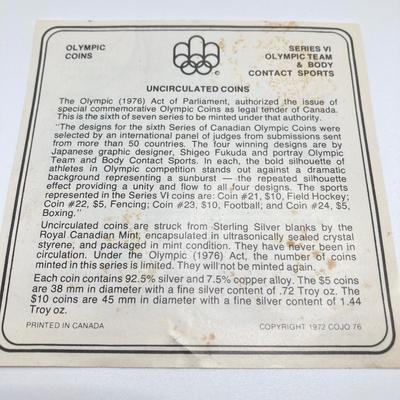 OLYMPIC
COINS
©
SERIES VI
OLYMPIC TEAM
& BODY
CONTACT SPORTS
UNCIRCULATED COINS
The Olympic (1976) Act of Parliament, authorized the issue of
special commemorative Olympic Coins as legal tender of Canada.
This is the sixth of seven series to be minted under that authority.
"The designs for the sixth Series of Canadian Olympic Coins were
selected by an international panel of judges from submissions sent
from more than 50 countries. The four winning designs are by
Japanese graphic designer, Shigeo Fukuda and portray Olympic
Team and Body Contact Sports. In each, the bold silhouette of
athletes in Olympic competition stands out against a dramatic
background representing a sunburst — the repeated silhouette
effect providing a unity and flow to all four designs. The sports
represented in the Series VI coins are: Coin #21, $10, Field Hockey;
Coin #22, $5, Fencing; Coin #23, $10, Football; and Coin #24, $5,
Boxing."
Uncirculated coins are struck from Sterling Silver blanks by the
Royal Canadian Mint, encapsulated in ultrasonically sealed crystal
styrene, and packaged in mint condition. They have never been in
circulation. Under the Olympic (1976) Act, the number of coins
minted in this series is limited. They will not be minted again.
Each coin contains 92.5% silver and 7.5% copper alloy. The $5 coins
are 38 mm in diameter with a fine silver content of .72 Troy oz. The
$10 coins are 45 mm in diameter with a fine silver content of 1.44
Troy oz.
PRINTED IN CANADA
COPYRIGHT 1972 COJO 76